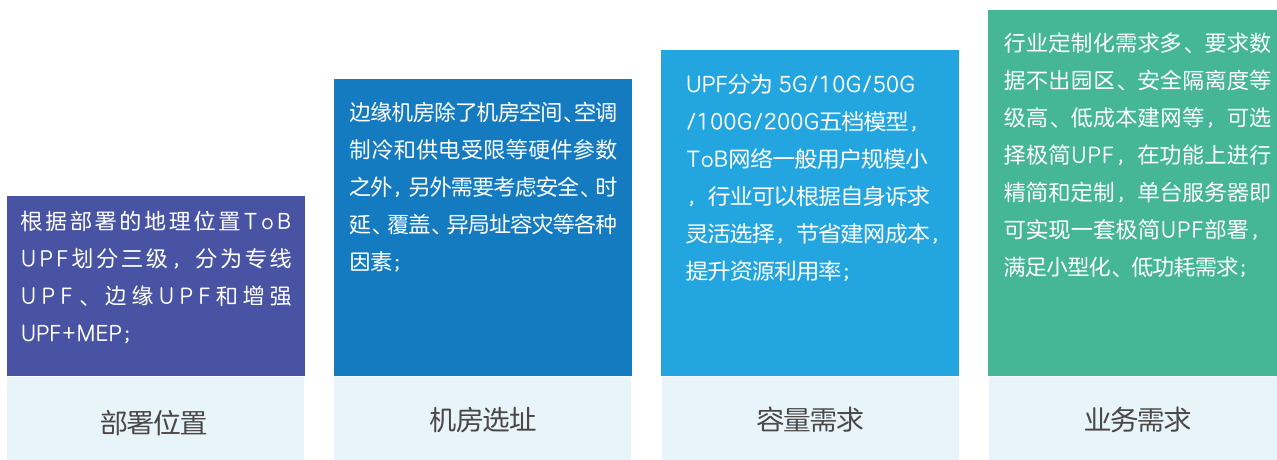 根据部署的地理位置ToB
UPF划分三级，分为专线
UPF、边缘UPF和增强
UPF+MEP；
部署位置
边缘机房除了机房空间、空调
制冷和供电受限等硬件参数
之外，另外需要考虑安全、时
延、覆盖、异局址容灾等各种
因素；
机房选址
UPF分为 5G/10G/50G
/100G/200G五档模型，
ToB网络一般用户规模小
，行业可以根据自身诉求
灵活选择，节省建网成本，
提升资源利用率；
容量需求
行业定制化需求多、要求数
据不出园区、安全隔离度等
级高、低成本建网等，可选
择极简UPF，在功能上进行
精简和定制，单台服务器即
可实现一套极简UPF部署，
满足小型化、低功耗需求；
业务需求